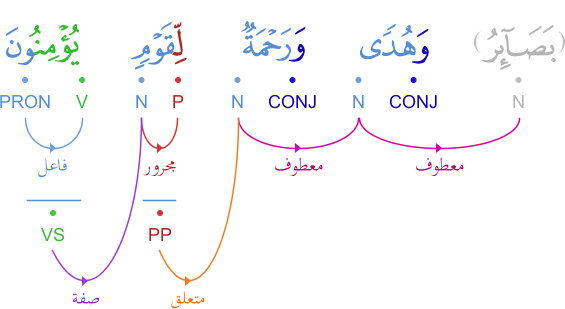 (بَصَآئِرُ) وَهُدًى وَرَحْمَةٌ لِّقَوْمٍ يُؤْمِنُونَ
PRON V N P N CONJ N CONJ N
فاعل مجرور معطوف معطوف
VS PP
صفة متعلق